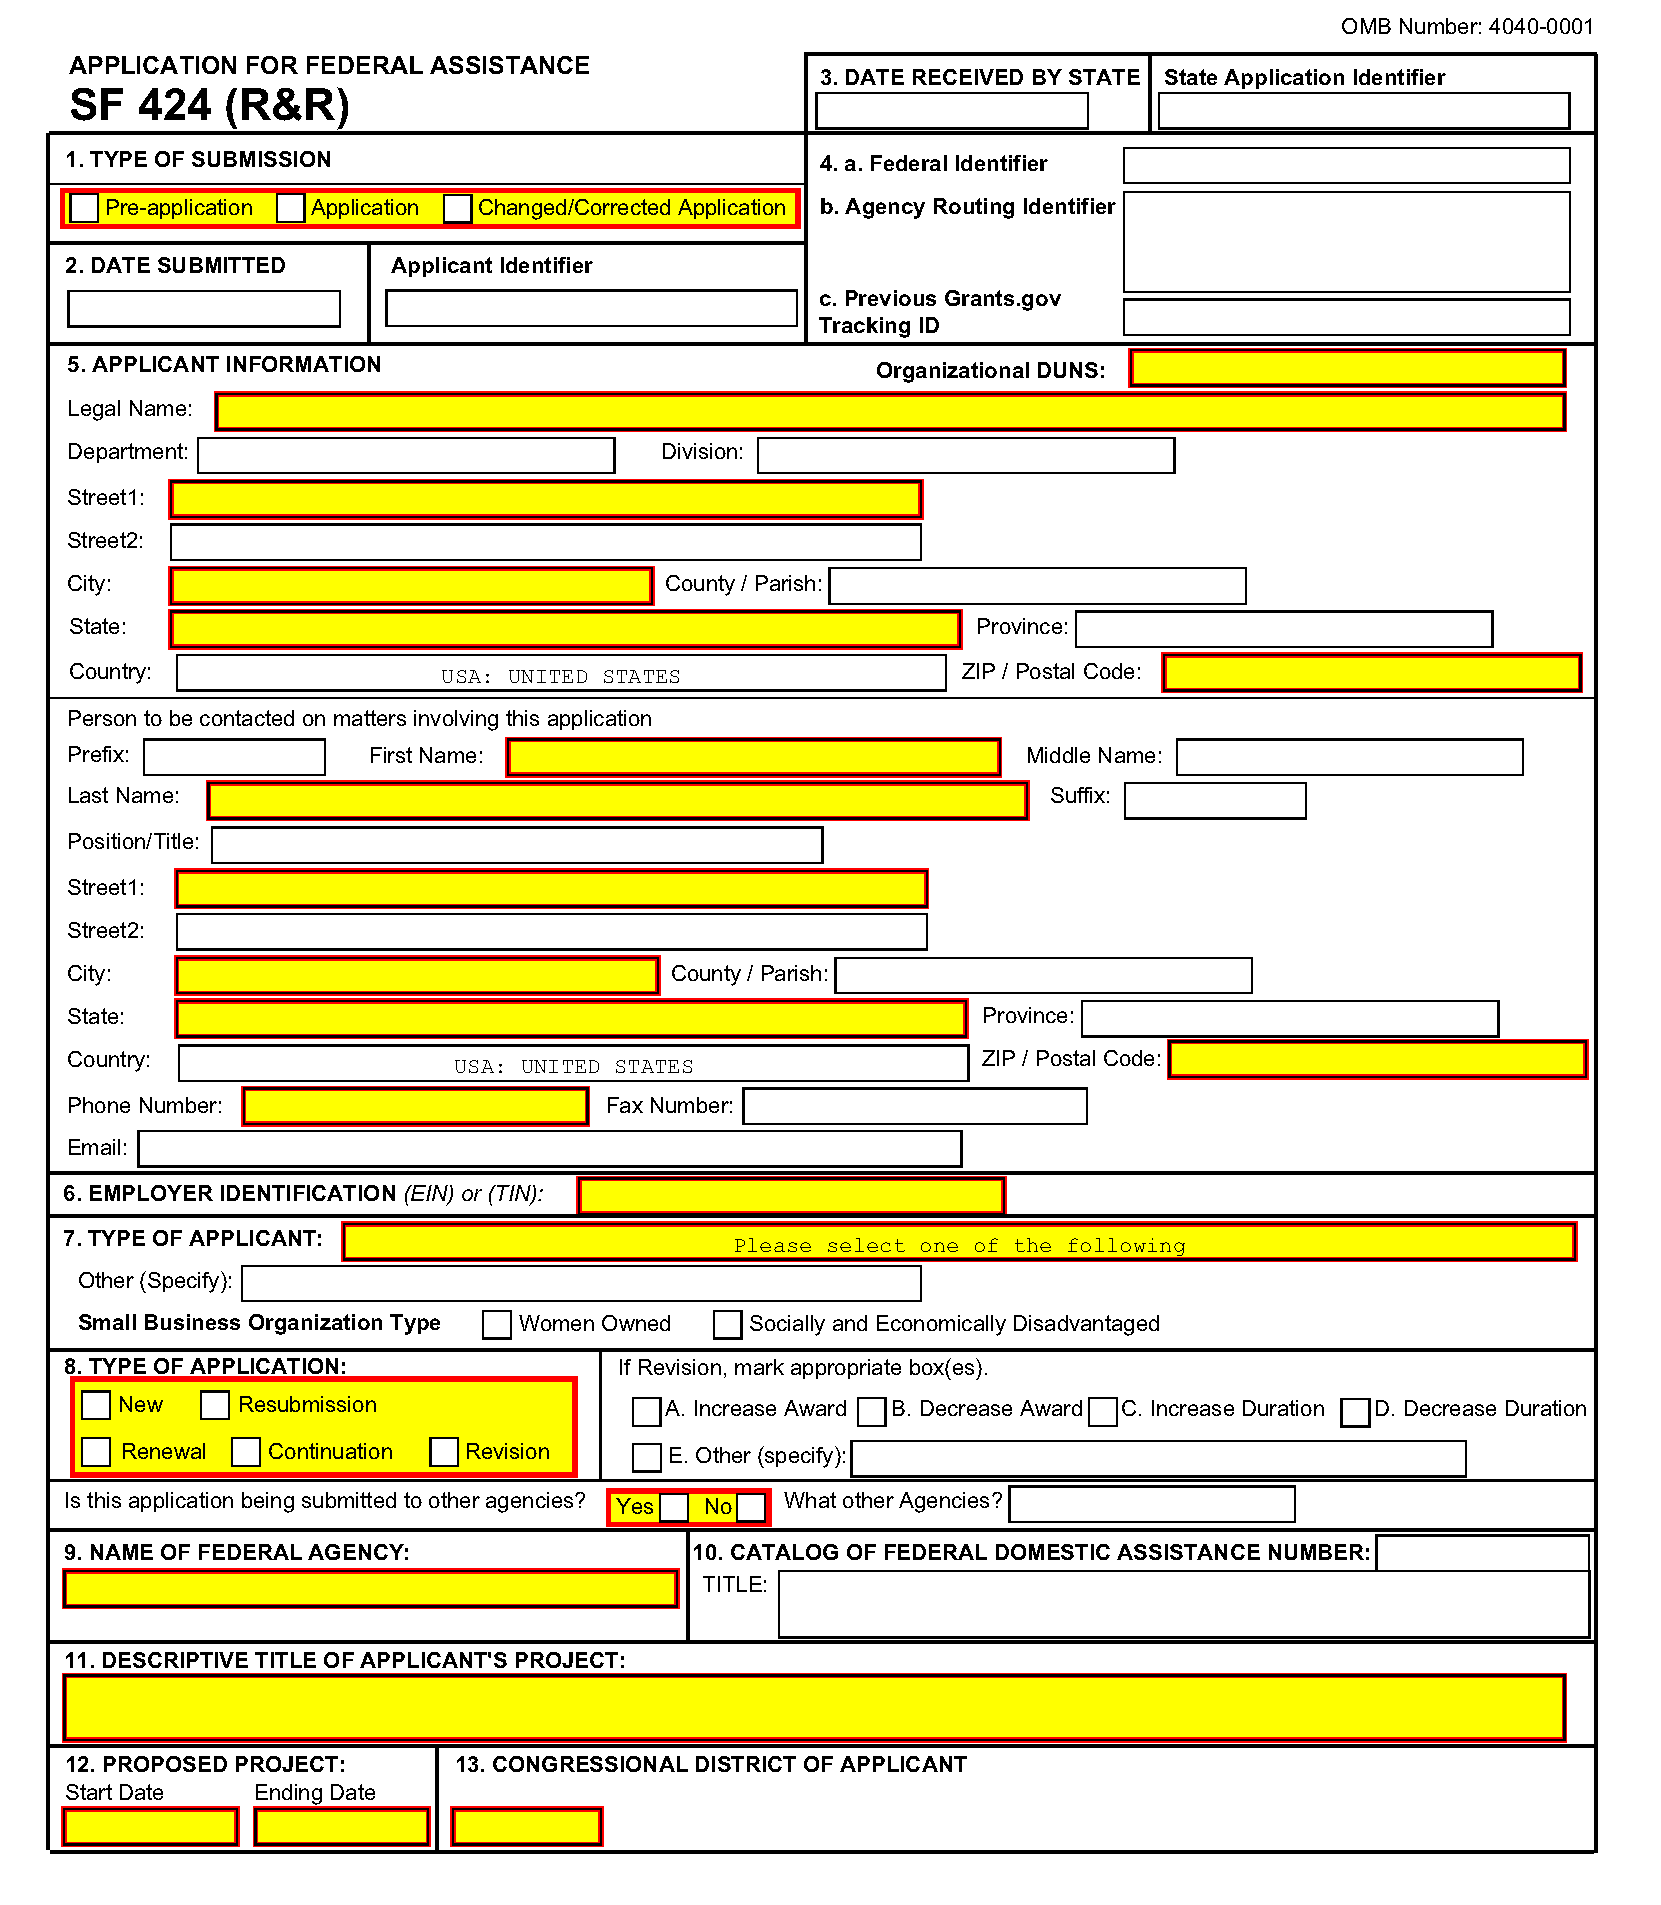 OMB Number: 4040-0001
APPLICATION FOR FEDERAL ASSISTANCE
SF 424 (R&R)
3. DATE RECEIVED BY STATE
State Application Identifier
1. TYPE OF SUBMISSION
Pre-application Application Changed/Corrected Application
4. a. Federal Identifier
b. Agency Routing Identifier
2. DATE SUBMITTED
Applicant Identifier
c. Previous Grants.gov
Tracking ID
5. APPLICANT INFORMATION
Organizational DUNS:
Legal Name:
Department: Division:
Street1:
Street2:
City: County / Parish:
State: Province:
Country: USA: UNITED STATES ZIP / Postal Code:
Person to be contacted on matters involving this application
Prefix: First Name: Middle Name:
Last Name: Suffix:
Position/Title:
Street1:
Street2:
City: County / Parish:
State: Province:
Country: USA: UNITED STATES ZIP / Postal Code:
Phone Number: Fax Number:
Email:
6. EMPLOYER IDENTIFICATION (EIN) or (TIN):
7. TYPE OF APPLICANT: Please select one of the following
Other (Specify):
Small Business Organization Type Women Owned Socially and Economically Disadvantaged
8. TYPE OF APPLICATION:
New Resubmission
Renewal Continuation Revision
If Revision, mark appropriate box(es).
A. Increase Award B. Decrease Award C. Increase Duration D. Decrease Duration
E. Other (specify):
Is this application being submitted to other agencies? Yes No What other Agencies?
9. NAME OF FEDERAL AGENCY:
10. CATALOG OF FEDERAL DOMESTIC ASSISTANCE NUMBER:
TITLE:
11. DESCRIPTIVE TITLE OF APPLICANT'S PROJECT:
12. PROPOSED PROJECT:
Start Date Ending Date
13. CONGRESSIONAL DISTRICT OF APPLICANT